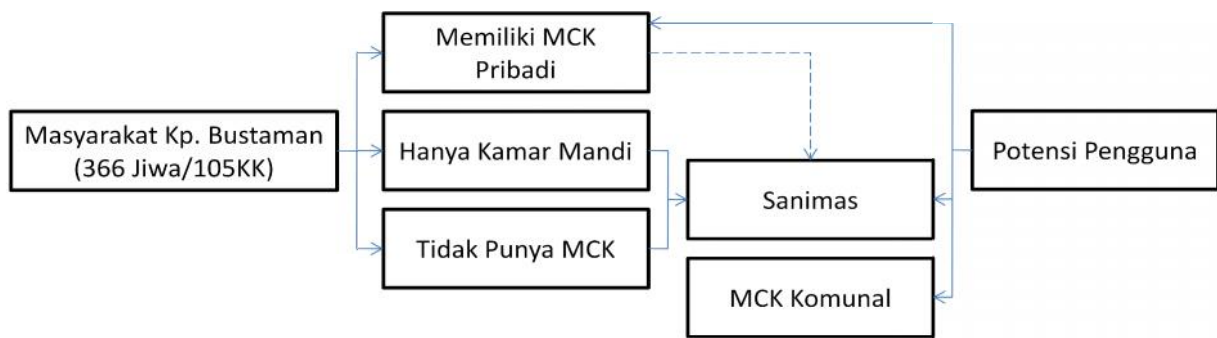 Memiliki MCK
Pribadi
Masyarakat Kp. Bustaman
(366 Jiwa/105KK)
Hanya Kamar Mandi
Tidak Punya MCK
Sanimas
MCK Komunal
Potensi Pengguna